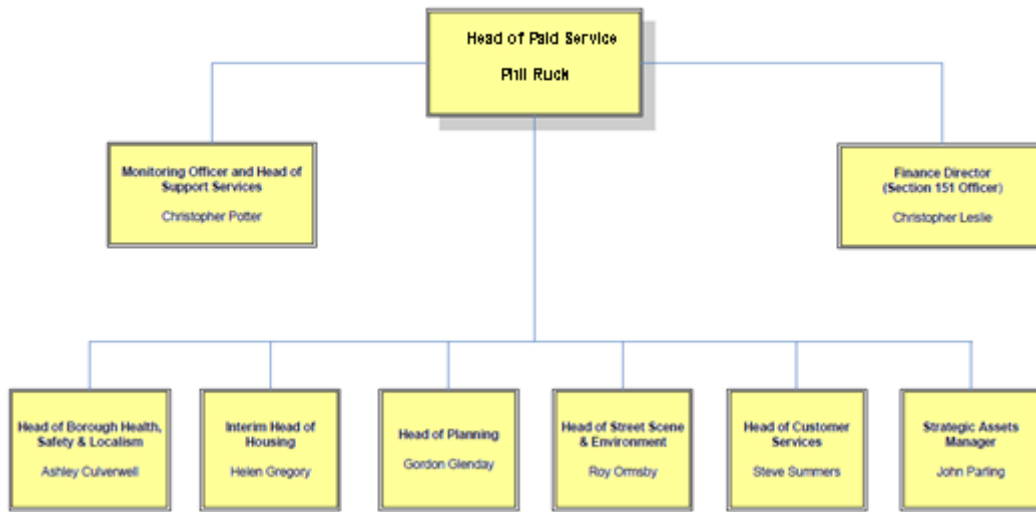 Head of Paid Service
Phil Ruck
Monitoring Officer and Head of
Support Services
Christopher Potter
Finance Director
(Section 151 Officer)
Christopher Leslie
Head of Borough Health,
Safety & Localism
Ashley Culverwell
Interim Head of
Housing
Helen Gregory
Head of Planning
Gordon Glenday
Head of Street Scene
& Environment
Roy Ormsby
Head of Customer
Services
Steve Summers
Strategic Assets
Manager
John Parling